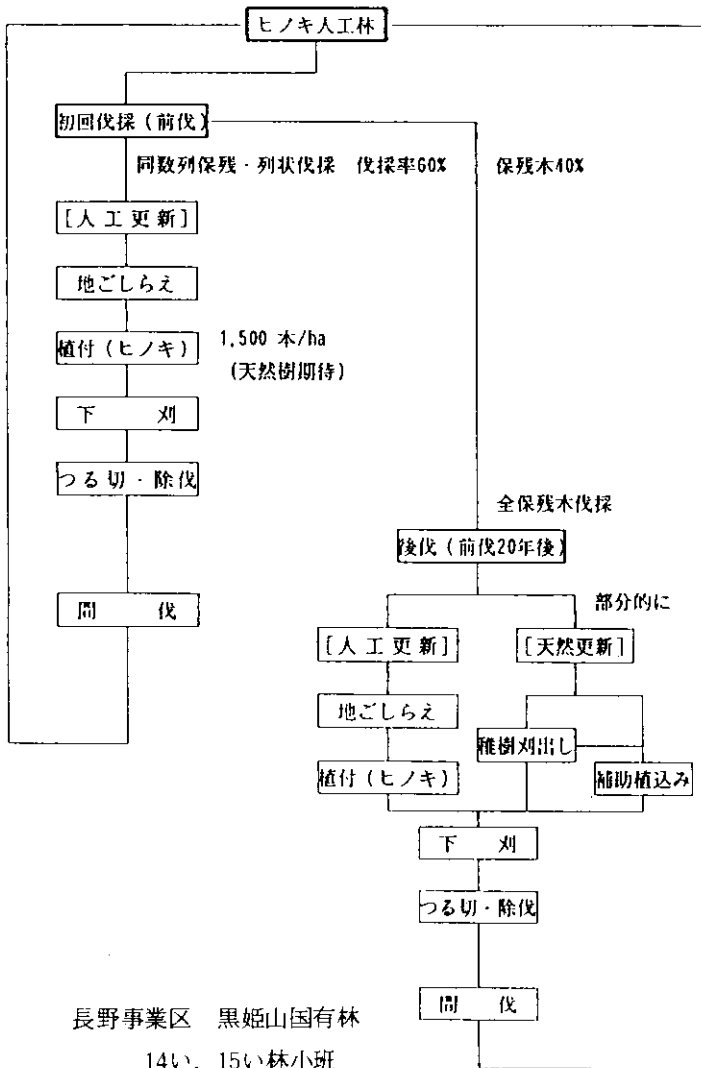 ヒノキ人工林
初回伐採(前伐)
同数列保残・列状伐採 伐採率60% 保残木40%
[人工更新]
地ごしらえ
植付(ヒノキ) 1,500 本/ha
(天然樹期待)
下 刈
つる切・除伐
間 伐
全保残木伐採
後伐(前伐20年後)
部分的に
[人工更新] [天然更新]
地ごしらえ
稚樹刈出し
植付(ヒノキ) 補助植込み
下 刈
つる切・除伐
間 伐
長野事業区 黒姫山国有林
14い、15い林小班